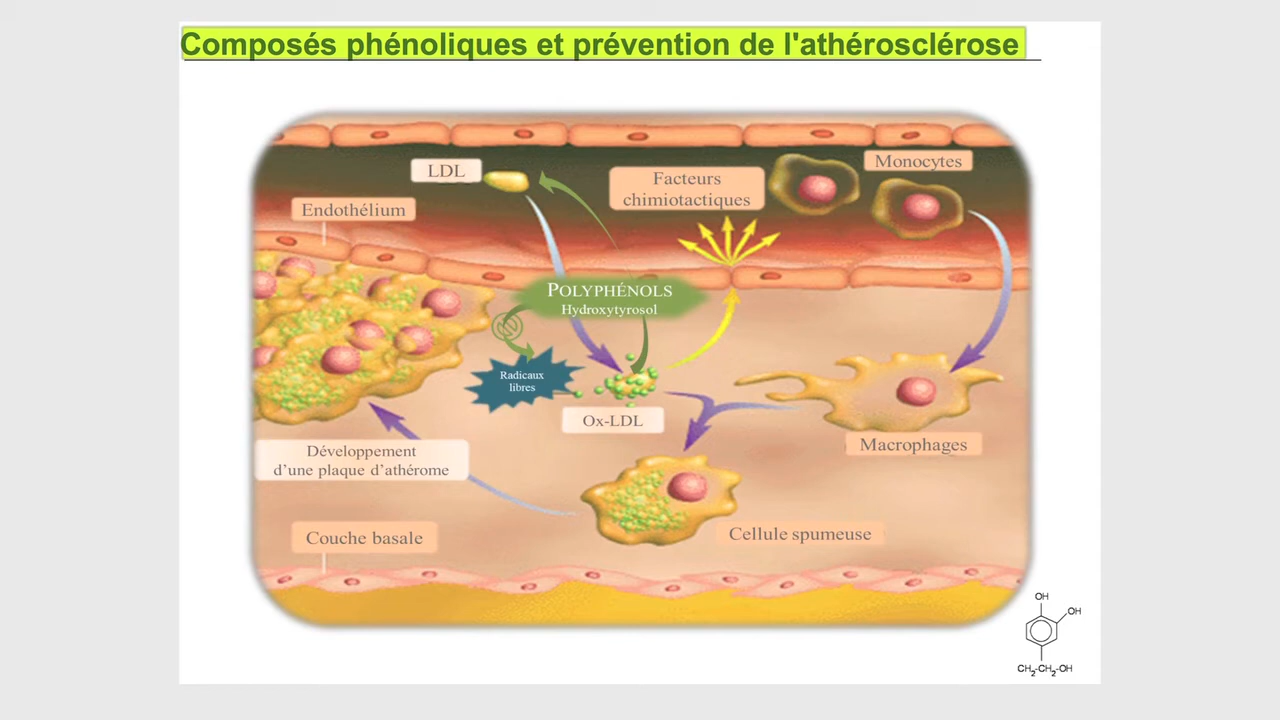 Composés phénoliques et prévention de l'athérosclérose
LDL
Facteurs
chimiotactiques
Monocytes
Endothélium
POLYPHÉNOLS
Hydroxytyrosol
Radicaux
libres
Ox-LDL
Macrophages
Développement
d’une plaque d’athérome
Cellule spumeuse
Couche basale
OH
OH
CH2-CH2-OH